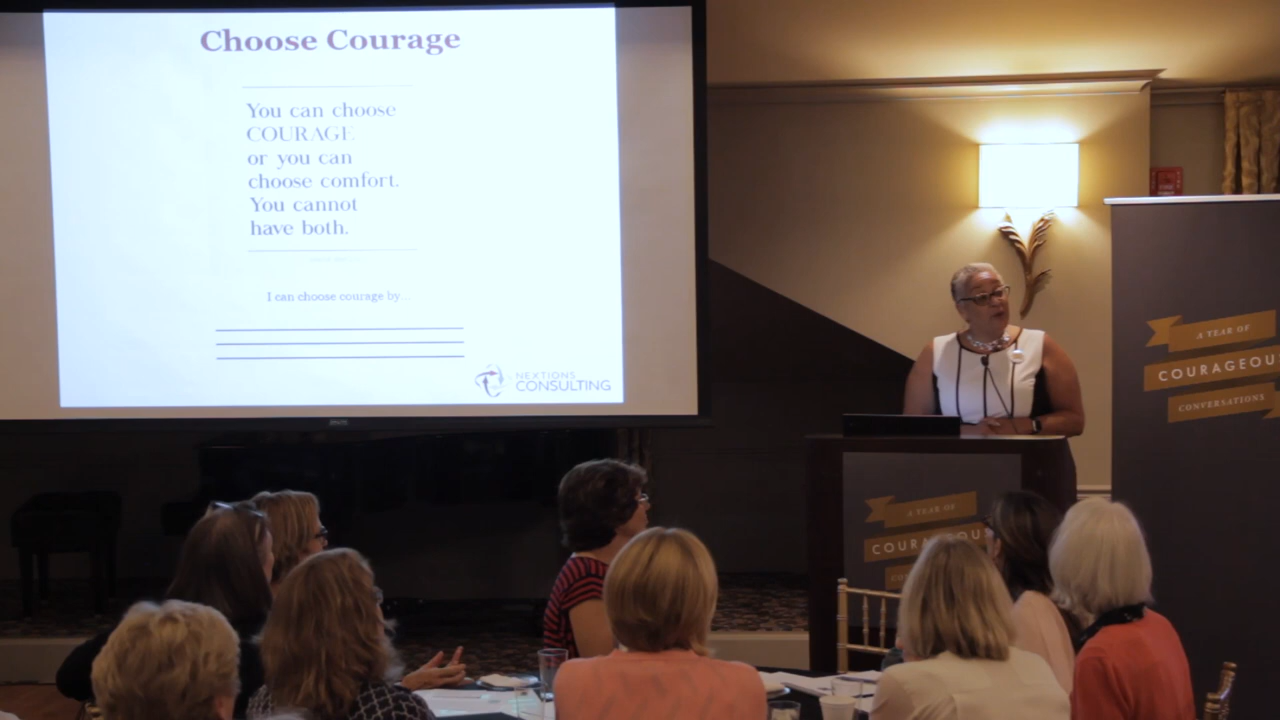 Choose Courage
You can choose
COURAGE
or you can
choose comfort.
You cannot
have both.
I can choose courage by...
NEXTIONS
CONSULTING
A YEAR OF
COURAGEOU
CONVERSATIONS
A YEAR OF
COURAGEOU